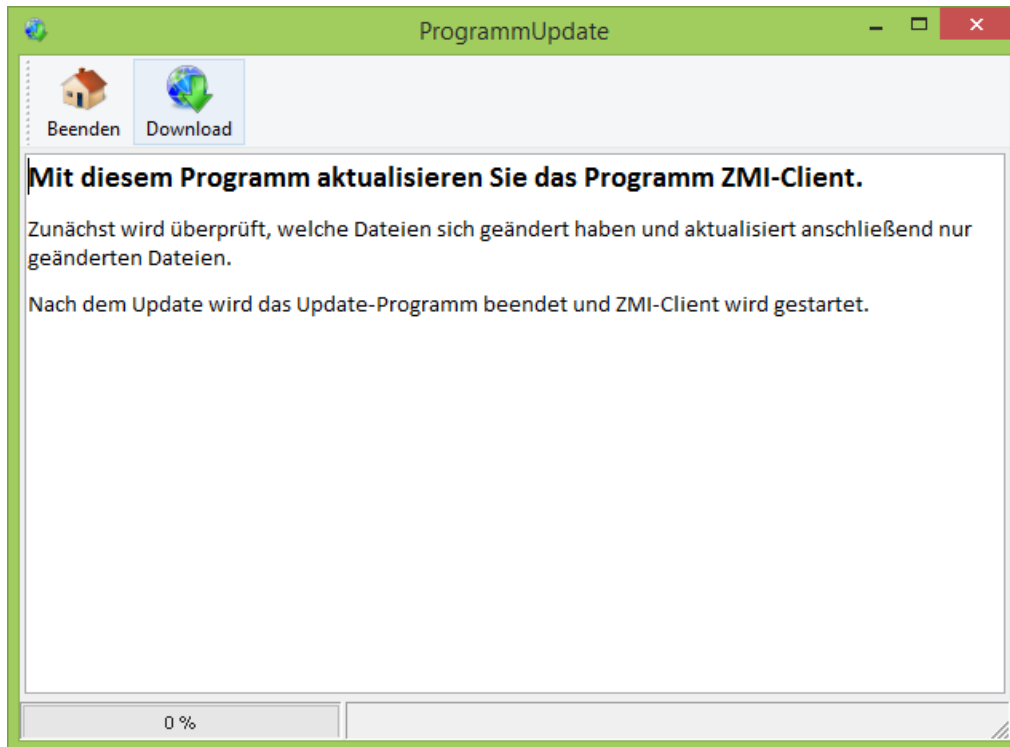 ProgrammUpdate
Beenden Download
Mit diesem Programm aktualisieren Sie das Programm ZMI-Client.
Zunächst wird überprüft, welche Dateien sich geändert haben und aktualisiert anschließend nur
geänderten Dateien.
Nach dem Update wird das Update-Programm beendet und ZMI-Client wird gestartet.
0 %